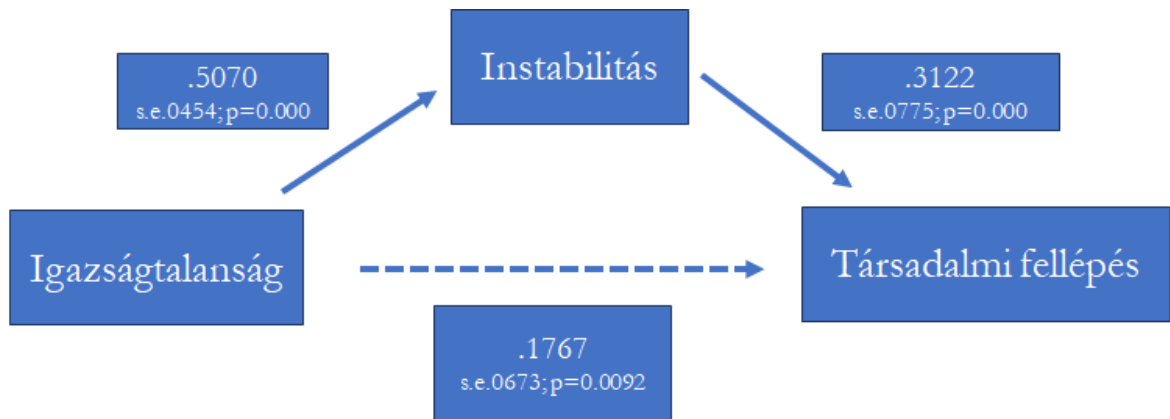 .5070
s.e.0454; p=0.000
Instabilitás
.3122
s.e.0775; p=0.000
Igazságtalanság
Társadalmi fellépés
.1767
s.e.0673; p=0.0092